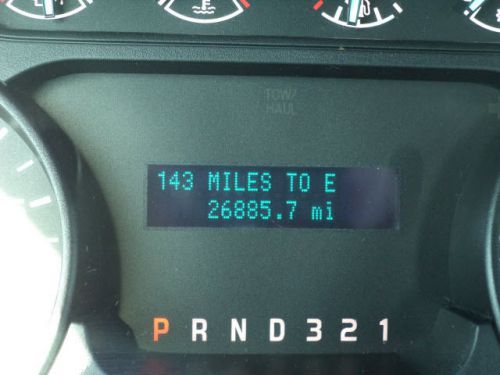 E
TOW/
HAUL
143 MILES TO E
26885.7 mi
P R N D 3 2 1